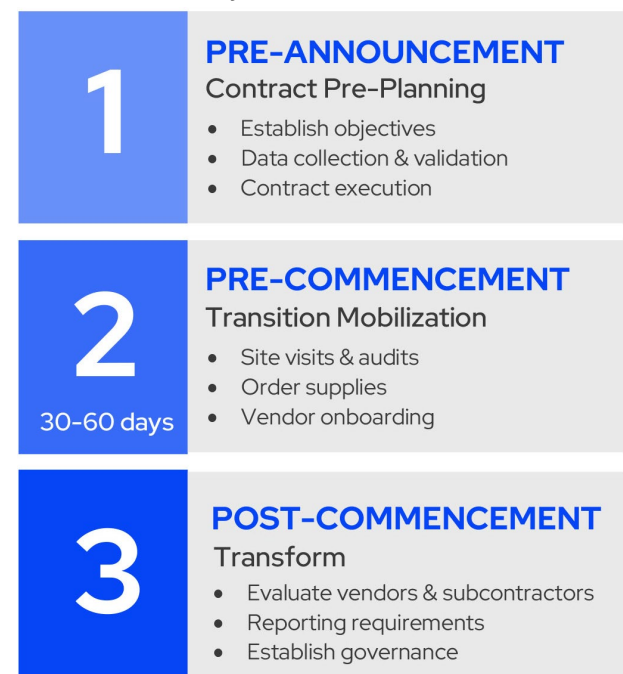 1
PRE-ANNOUNCEMENT
Contract Pre-Planning
• Establish objectives
• Data collection & validation
• Contract execution
2
30-60 days
PRE-COMMENCEMENT
Transition Mobilization
• Site visits & audits
• Order supplies
• Vendor onboarding
3
POST-COMMENCEMENT
Transform
• Evaluate vendors & subcontractors
• Reporting requirements
• Establish governance